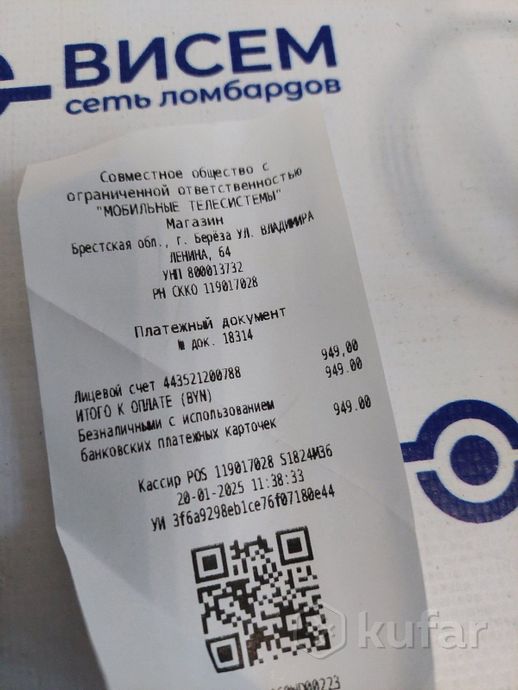 ВИСЕМ
сеть ломбардов
Совместное общество с
ограниченной ответственностью
"МОБИЛЬНЫЕ ТЕЛЕСИСТЕМЫ"
Магазин
Брестская обл., г. Берёза УЛ. ВЛАДИМИРА
ЛЕНИНА, 64
УНП 800013732
РН СККО 119017028
Платежный документ
№ док. 18314
949,00
Лицевой счет 443521200788 949.00
ИТОГО К ОПЛАТЕ (BYN)
Безналичными с использованием 949.00
банковских платежных карточек
Кассир POS 119017028 S1824M36
20-01-2025 11:38:33
УИ 3f6a9298eb1ce76f07180e44
kufar